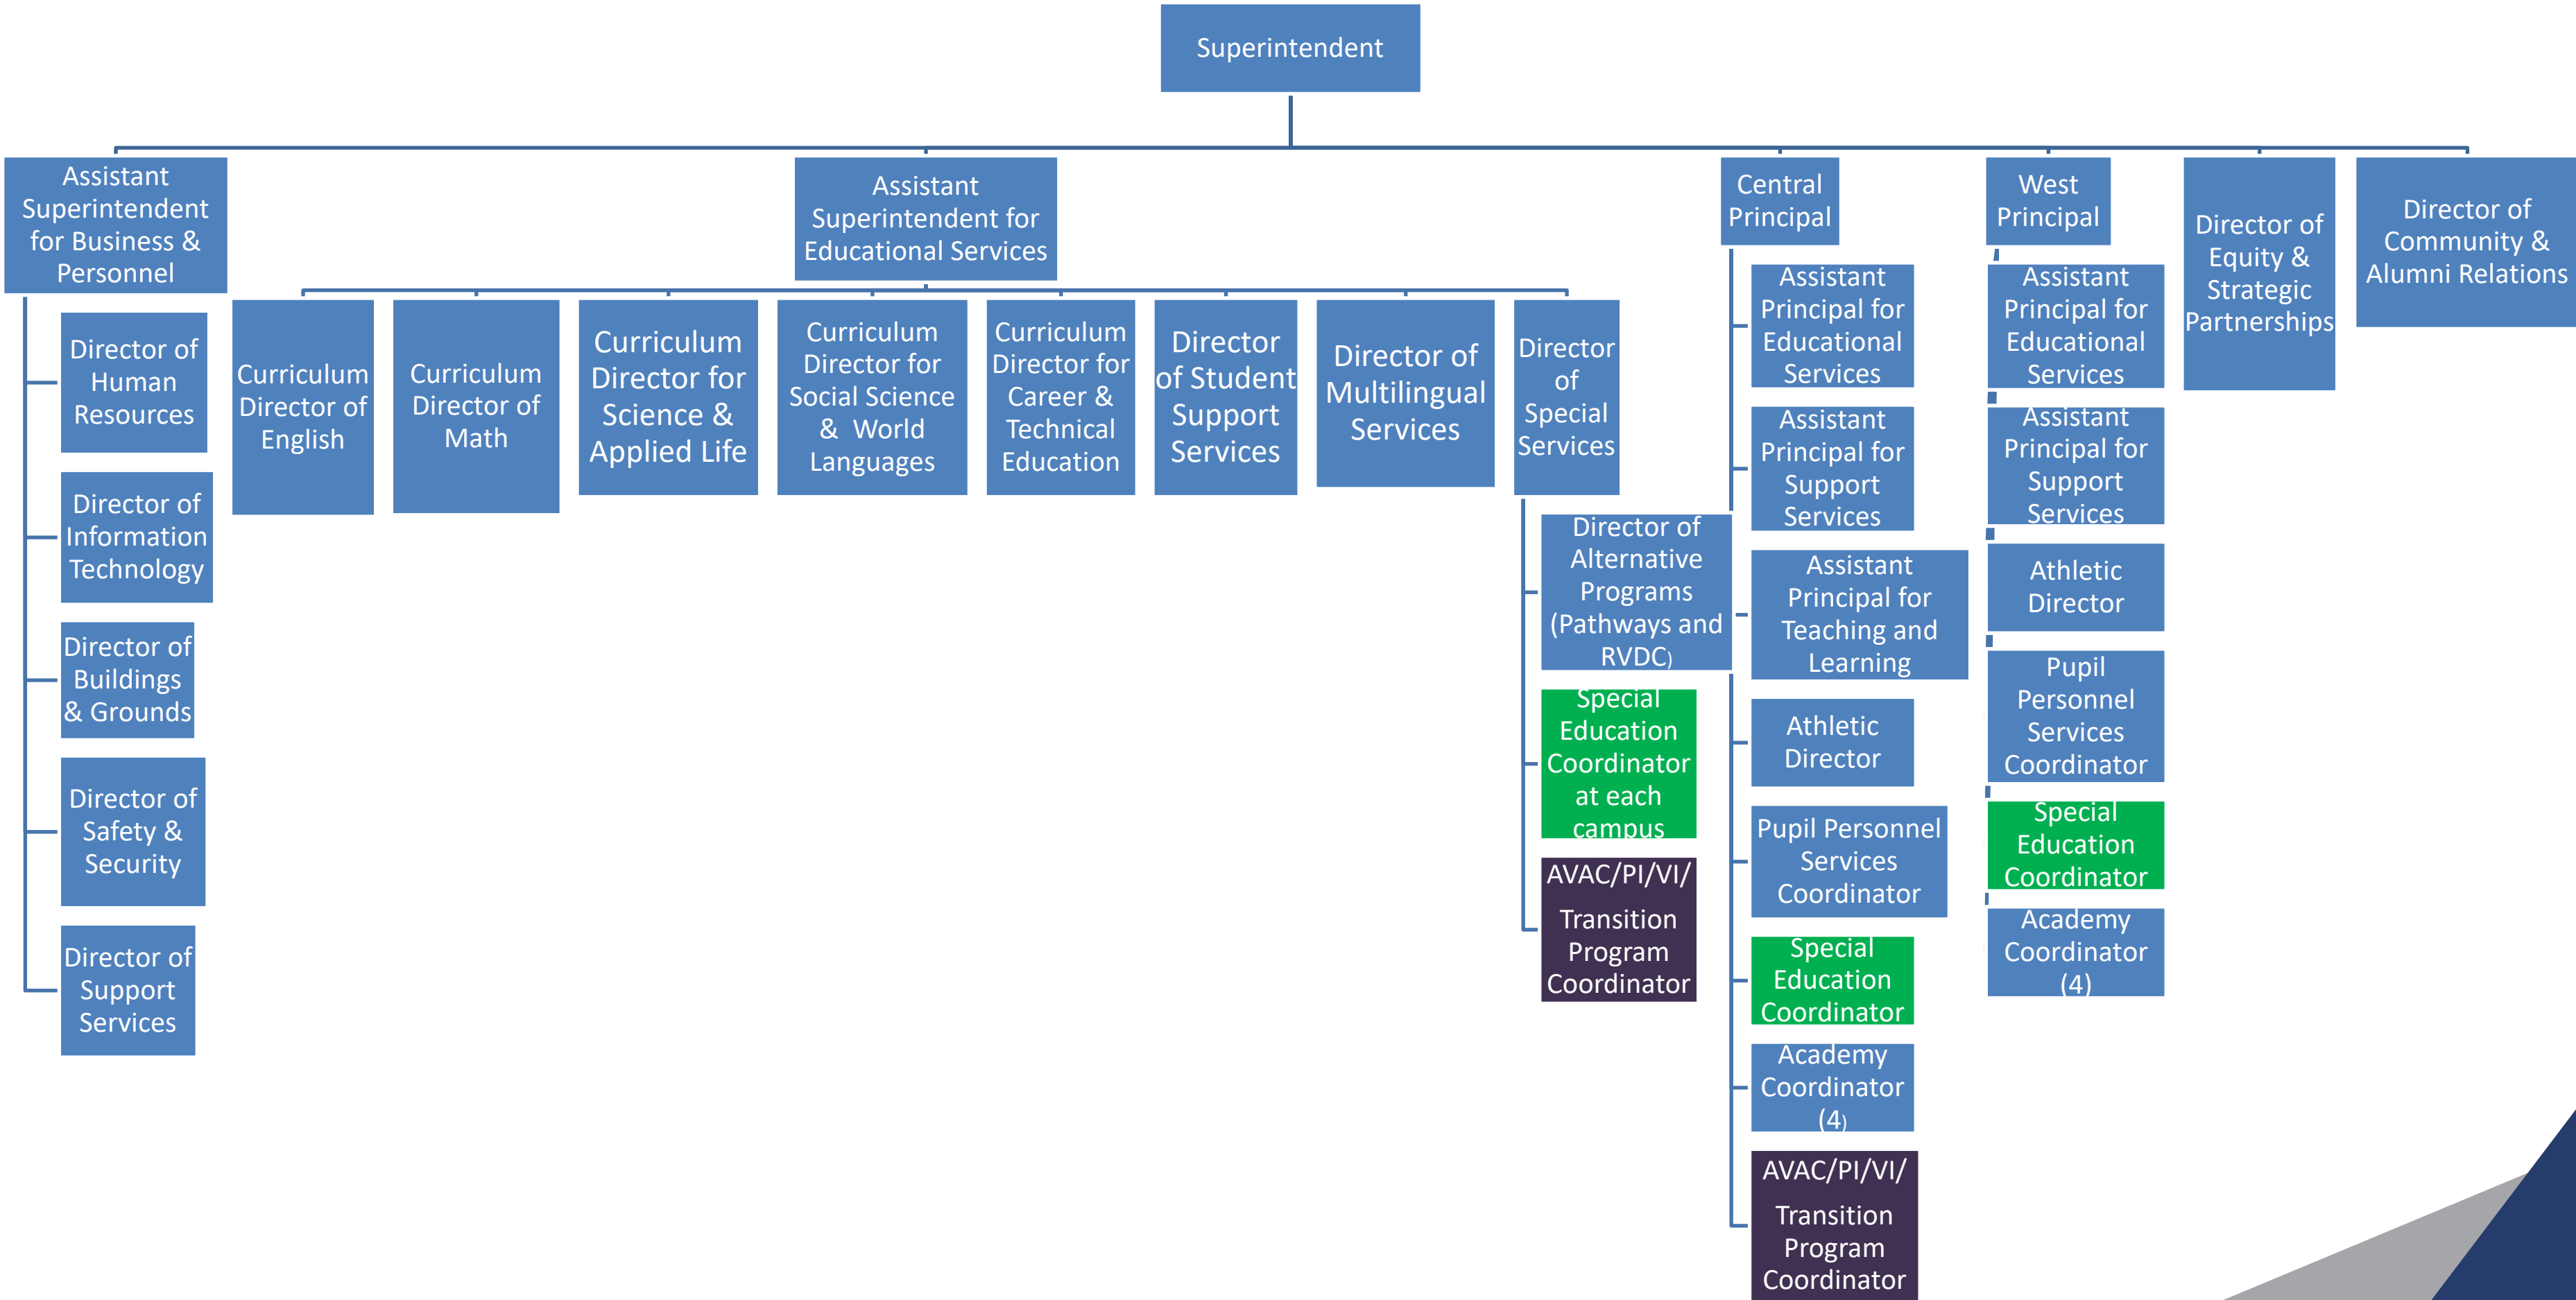 Superintendent
Assistant
Superintendent
for Business &
Personnel
Director of
Human
Resources
Director of
Information
Technology
Director of
Buildings
& Grounds
Director of
Safety &
Security
Director of
Support
Services
Assistant
Superintendent for
Educational Services
Curriculum
Director of
English
Curriculum
Director of
Math
Curriculum
Director for
Science &
Applied Life
Curriculum
Director for
Social Science
& World
Languages
Curriculum
Director for
Career &
Technical
Education
Director
of Student
Support
Services
Director of
Multilingual
Services
Director
of
Special
Services
Director of
Alternative
Programs
(Pathways and
RVDC)
Special
Education
Coordinator
at each
campus
AVAC/PI/VI/
Transition
Program
Coordinator
Central
Principal
Assistant
Principal for
Educational
Services
Assistant
Principal for
Support
Services
Assistant
Principal for
Teaching and
Learning
Athletic
Director
Pupil Personnel
Services
Coordinator
Special
Education
Coordinator
Academy
Coordinator
(4)
AVAC/PI/VI/
Transition
Program
Coordinator
West
Principal
Assistant
Principal for
Educational
Services
Assistant
Principal for
Support
Services
Athletic
Director
Pupil
Personnel
Services
Coordinator
Special
Education
Coordinator
Academy
Coordinator
(4)
Director of
Equity &
Strategic
Partnerships
Director of
Community &
Alumni Relations